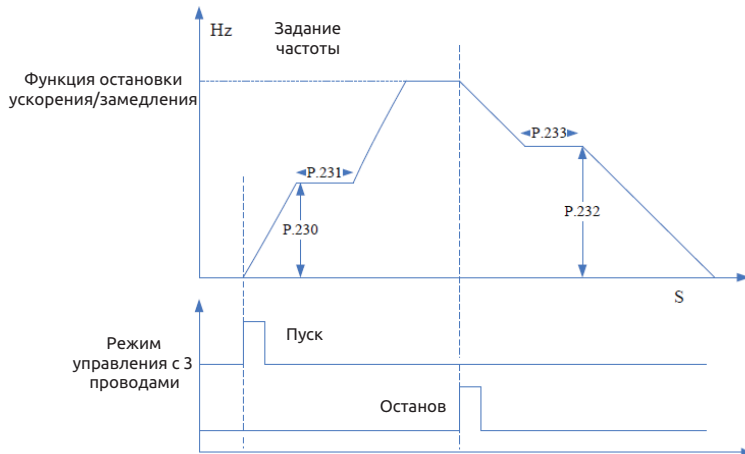 Hz
Задание
частоты
Функция остановки
ускорения/замедления
P.233
P.231
P.230
P.232
S
Режим
управления с 3
проводами
Пуск
Останов